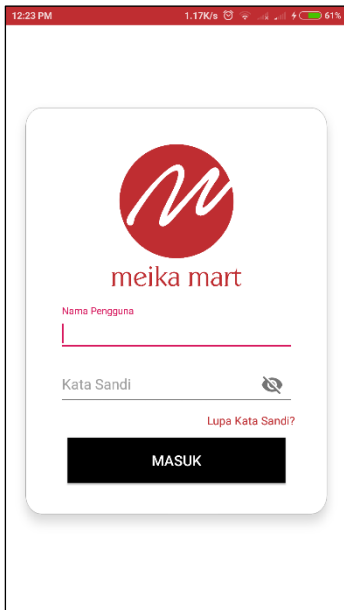 12:23 PM 1.17K/s 61%
meika mart
Nama Pengguna
Kata Sandi
Lupa Kata Sandi?
MASUK